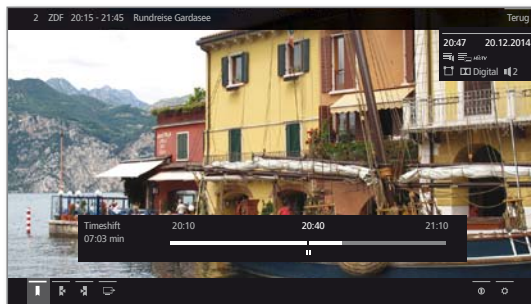 2 ZDF 20:15 - 21:45 Rundreise Gardasee Terug
20:47 20.12.2014
Digital 2
Timeshift 20:10 20:40 21:10
07:03 min